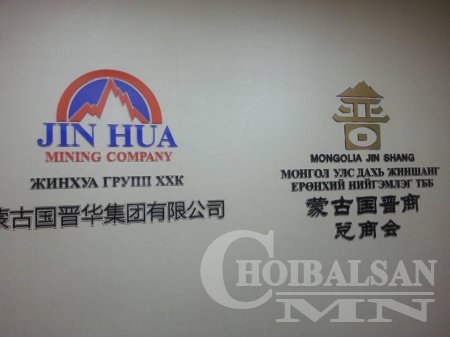 JIN HUA
MINING COMPANY
ЖИНХУА ГРУПП ХХК
蒙古国晋华集团有限公司
MONGOLIA JIN SHANG
МОНГОЛ УЛС ДАХЬ ЖИНШАНГ
ЕРӨНХИЙ НИЙГЭМЛЭГ ТББ
蒙古国晋商
总商会
CHOIBALSAN
MN